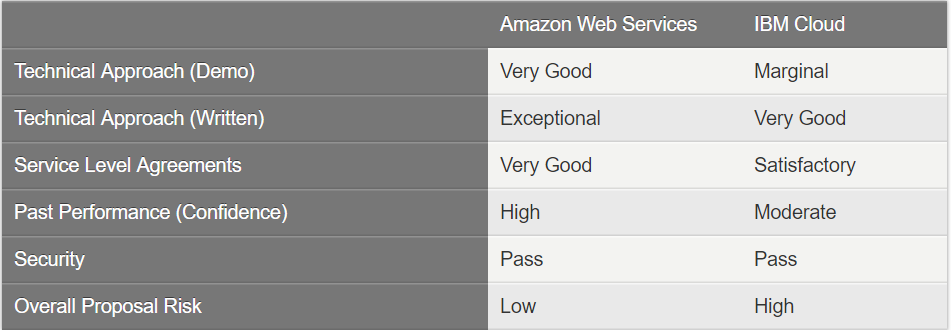 Amazon Web Services IBM Cloud
Technical Approach (Demo) Very Good Marginal
Technical Approach (Written) Exceptional Very Good
Service Level Agreements Very Good Satisfactory
Past Performance (Confidence) High Moderate
Security Pass Pass
Overall Proposal Risk Low High